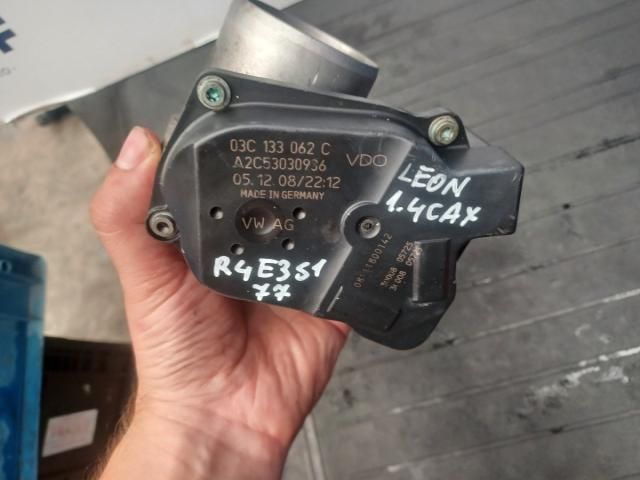 03C 133 062 C
A2C53030936
VDO
05.12.08/22:12
MADE IN GERMANY
VW AG
LEON
1.4CAX
R4E351
77